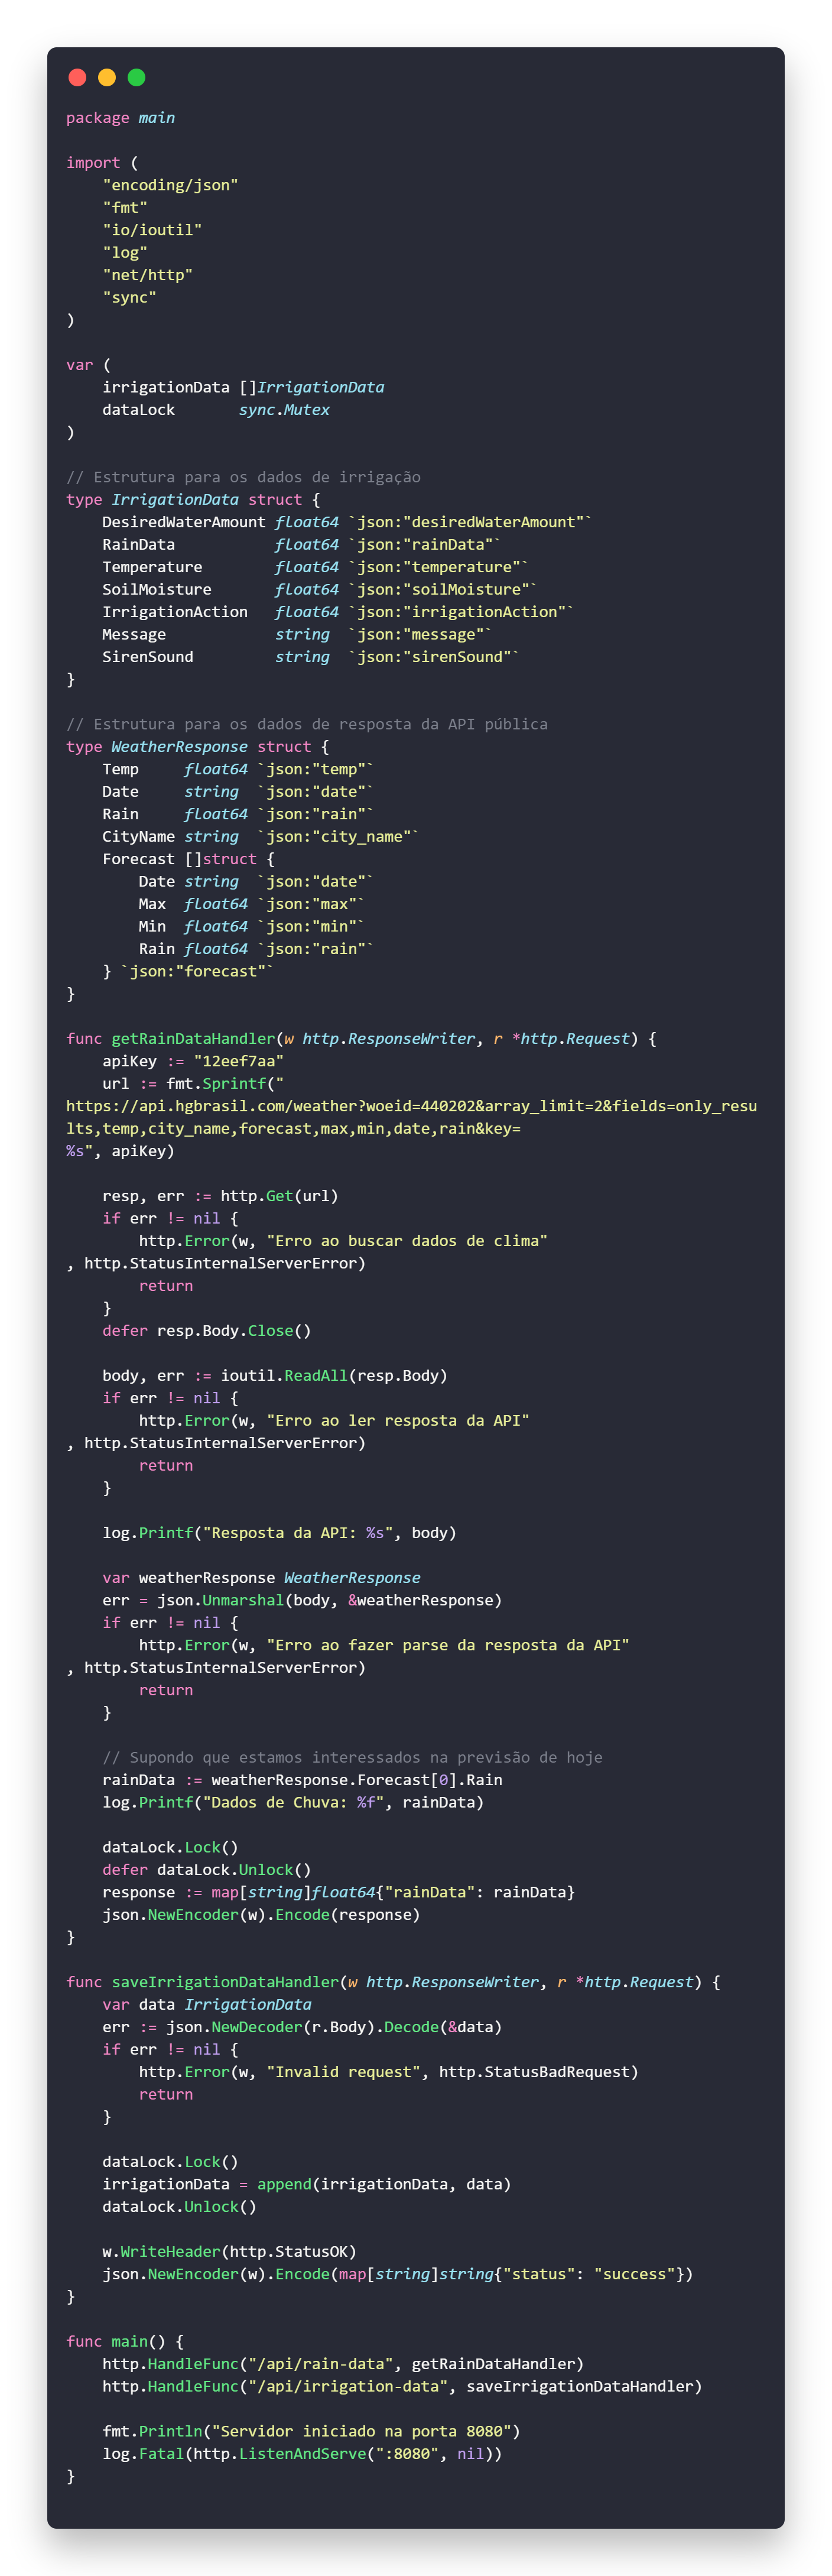 package main

import (
    "encoding/json"
    "fmt"
    "io/ioutil"
    "log"
    "net/http"
    "sync"
)

var (
    irrigationData []IrrigationData
    dataLock       sync.Mutex
)

// Estrutura para os dados de irrigação
type IrrigationData struct {
    DesiredWaterAmount float64 `json:"desiredWaterAmount"`
    RainData           float64 `json:"rainData"`
    Temperature        float64 `json:"temperature"`
    SoilMoisture       float64 `json:"soilMoisture"`
    IrrigationAction   float64 `json:"irrigationAction"`
    Message            string  `json:"message"`
    SirenSound         string  `json:"sirenSound"`
}

// Estrutura para os dados de resposta da API pública
type WeatherResponse struct {
    Temp     float64 `json:"temp"`
    Date     string  `json:"date"`
    Rain     float64 `json:"rain"`
    CityName string  `json:"city_name"`
    Forecast []struct {
        Date string  `json:"date"`
        Max  float64 `json:"max"`
        Min  float64 `json:"min"`
        Rain float64 `json:"rain"`
    } `json:"forecast"`
}

func getRainDataHandler(w http.ResponseWriter, r *http.Request) {
    apiKey := "12eef7aa"
    url := fmt.Sprintf("
https://api.hgbrasil.com/weather?woeid=440202&array_limit=2&fields=only_resu
lts,temp,city_name,forecast,max,min,date,rain&key=
%s", apiKey)

    resp, err := http.Get(url)
    if err != nil {
        http.Error(w, "Erro ao buscar dados de clima"
, http.StatusInternalServerError)
        return
    }
    defer resp.Body.Close()

    body, err := ioutil.ReadAll(resp.Body)
    if err != nil {
        http.Error(w, "Erro ao ler resposta da API"
, http.StatusInternalServerError)
        return
    }

    log.Printf("Resposta da API: %s", body)

    var weatherResponse WeatherResponse
    err = json.Unmarshal(body, &weatherResponse)
    if err != nil {
        http.Error(w, "Erro ao fazer parse da resposta da API"
, http.StatusInternalServerError)
        return
    }

    // Supondo que estamos interessados na previsão de hoje
    rainData := weatherResponse.Forecast[0].Rain
    log.Printf("Dados de Chuva: %f", rainData)

    dataLock.Lock()
    defer dataLock.Unlock()
    response := map[string]float64{"rainData": rainData}
    json.NewEncoder(w).Encode(response)
}

func saveIrrigationDataHandler(w http.ResponseWriter, r *http.Request) {
    var data IrrigationData
    err := json.NewDecoder(r.Body).Decode(&data)
    if err != nil {
        http.Error(w, "Invalid request", http.StatusBadRequest)
        return
    }

    dataLock.Lock()
    irrigationData = append(irrigationData, data)
    dataLock.Unlock()

    w.WriteHeader(http.StatusOK)
    json.NewEncoder(w).Encode(map[string]string{"status": "success"})
}

func main() {
    http.HandleFunc("/api/rain-data", getRainDataHandler)
    http.HandleFunc("/api/irrigation-data", saveIrrigationDataHandler)

    fmt.Println("Servidor iniciado na porta 8080")
    log.Fatal(http.ListenAndServe(":8080", nil))
}